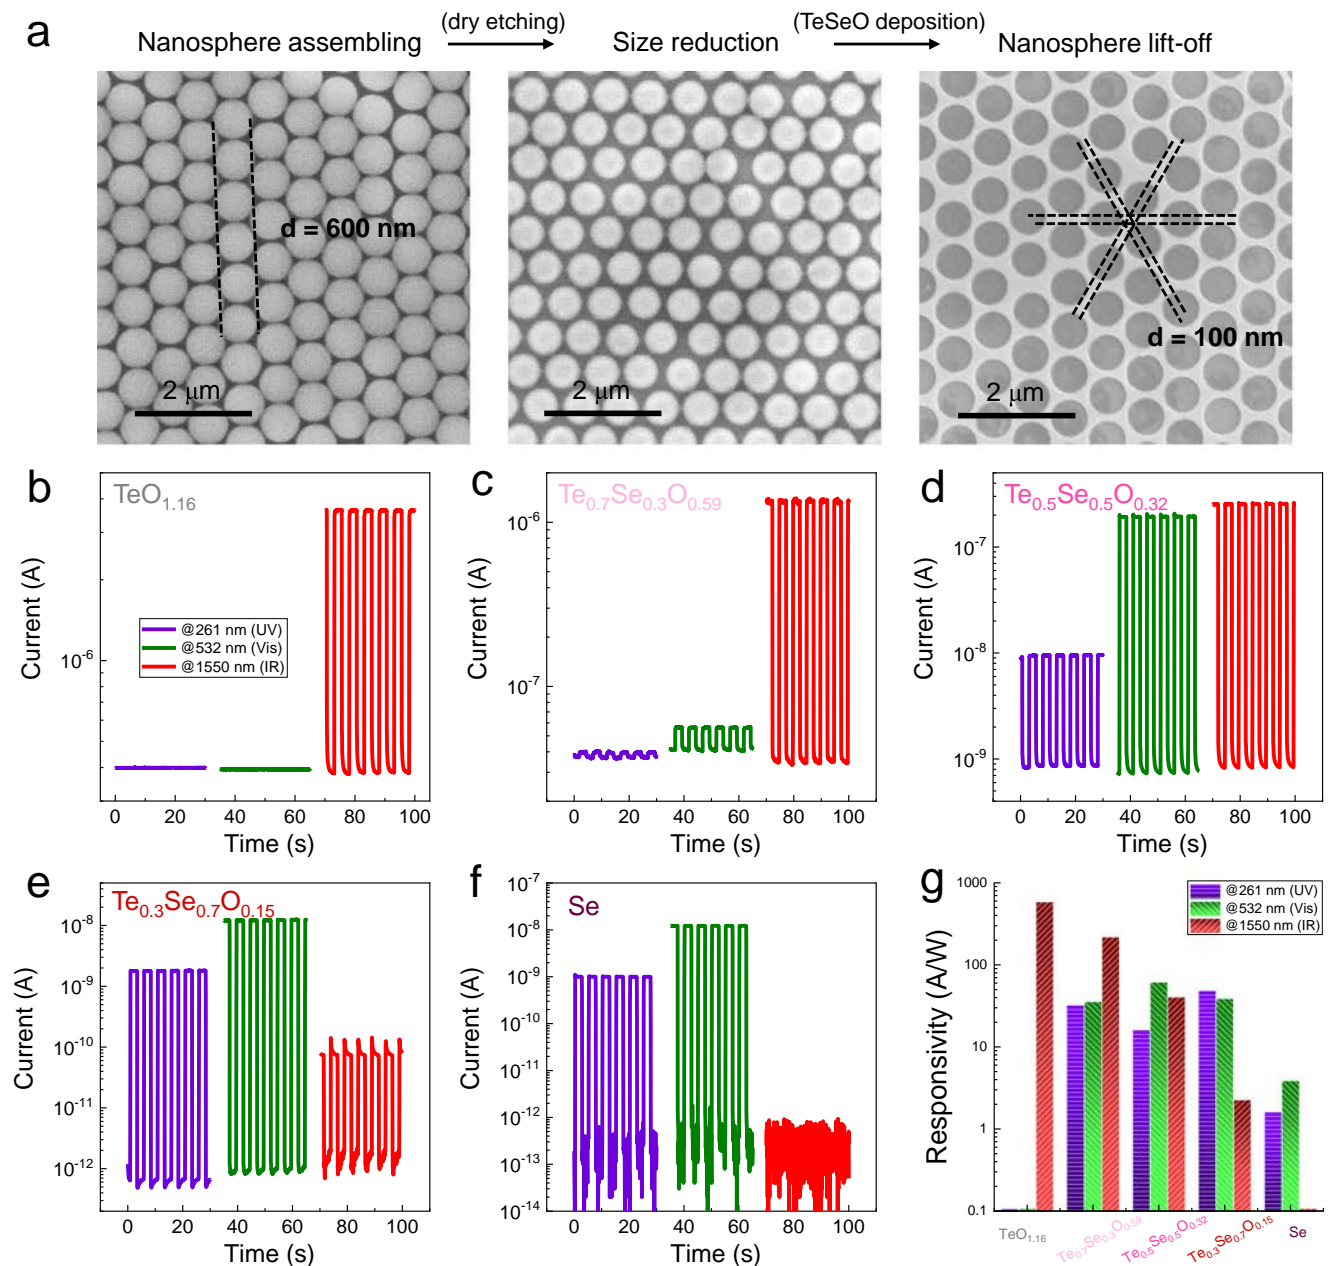 a
Nanosphere assembling
(dry etching)
Size reduction
(TeSeO deposition)
Nanosphere lift-off
d = 600 nm
2 μm
2 μm
d = 100 nm
2 μm
b
TeO1.16
Current (A)
10-6
@261 nm (UV)
@532 nm (Vis)
@1550 nm (IR)
0 20 40 60 80 100
Time (s)
c
Te0.7Se0.3O0.59
Current (A)
10-6
10-7
0 20 40 60 80 100
Time (s)
d
Te0.5Se0.5O0.32
Current (A)
10-7
10-8
10-9
0 20 40 60 80 100
Time (s)
e
Te0.3Se0.7O0.15
Current (A)
10-8
10-9
10-10
10-11
10-12
0 20 40 60 80 100
Time (s)
f
Se
Current (A)
10-7
10-8
10-9
10-10
10-11
10-12
10-13
10-14
0 20 40 60 80 100
Time (s)
g
Responsivity (A/W)
1000
100
10
1
0.1
@261 nm (UV)
@532 nm (Vis)
@1550 nm (IR)
TeO1.16
Te0.7Se0.3O0.59
Te0.5Se0.5O0.32
Te0.3Se0.7O0.15
Se